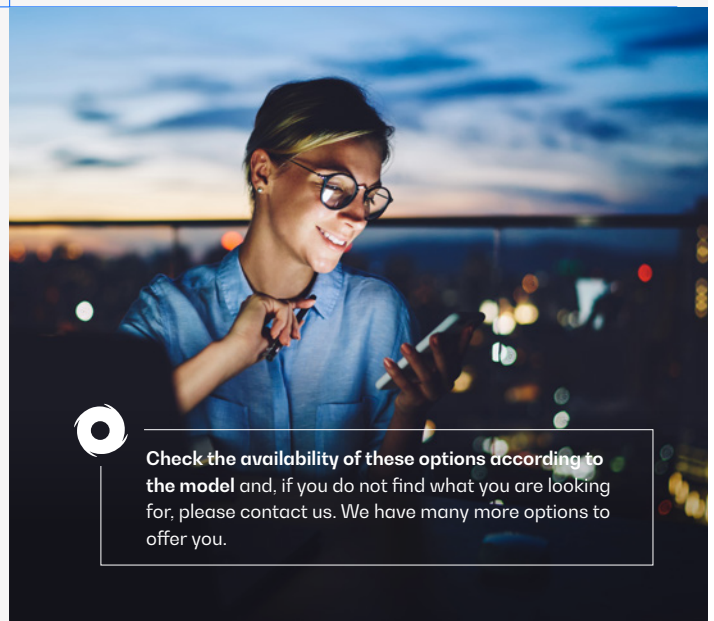 Check the availability of these options according to
the model and, if you do not find what you are looking
for, please contact us. We have many more options to
offer you.